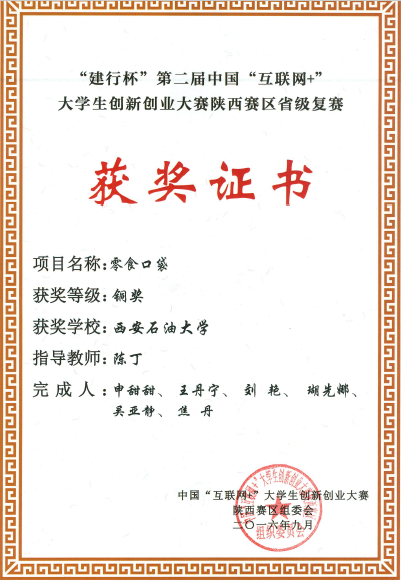 “建行杯”第二届中国“互联网+”
大学生创新创业大赛陕西赛区省级复赛
获奖证书
项目名称：零食口袋
获奖等级：铜奖
获奖学校：西安石油大学
指导教师：陈丁
完成人：申甜甜、王丹宁、刘艳、瑚先娜、
吴亚静、焦丹
中国“互联网+”大学生创新创业大赛
陕西赛区组委会
二〇一六年九月
组织委员会